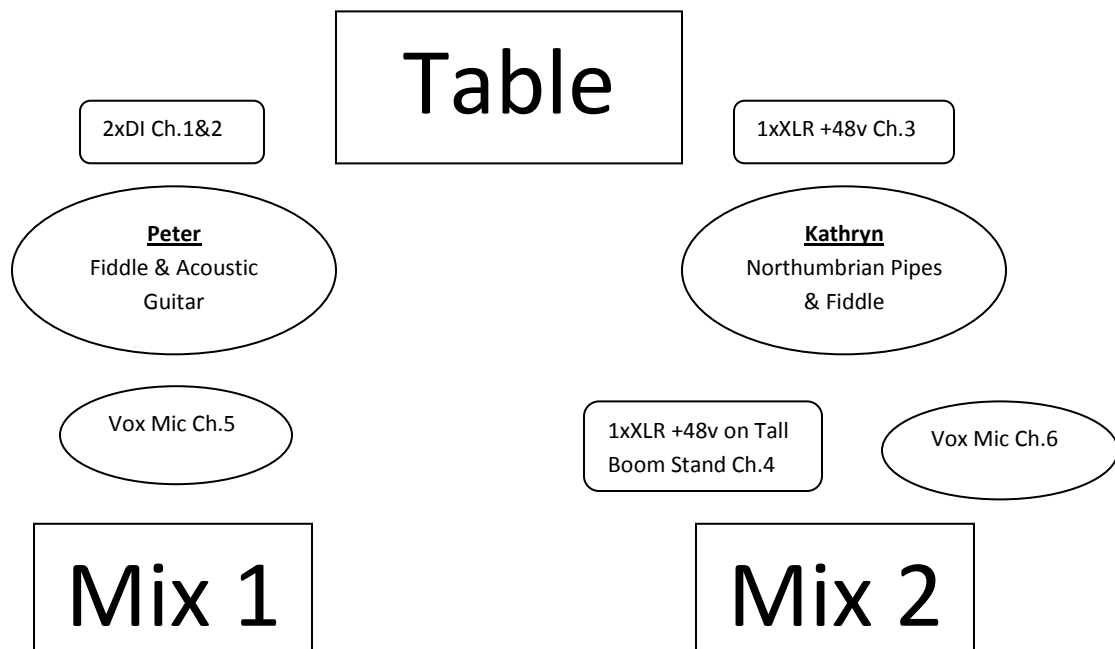 Table
2xDI Ch.1&2
1xXLR +48v Ch.3
Peter
Fiddle & Acoustic
Guitar
Kathryn
Northumbrian Pipes
& Fiddle
Vox Mic Ch.5
1xXLR +48v on Tall
Boom Stand Ch.4
Vox Mic Ch.6
Mix 1
Mix 2